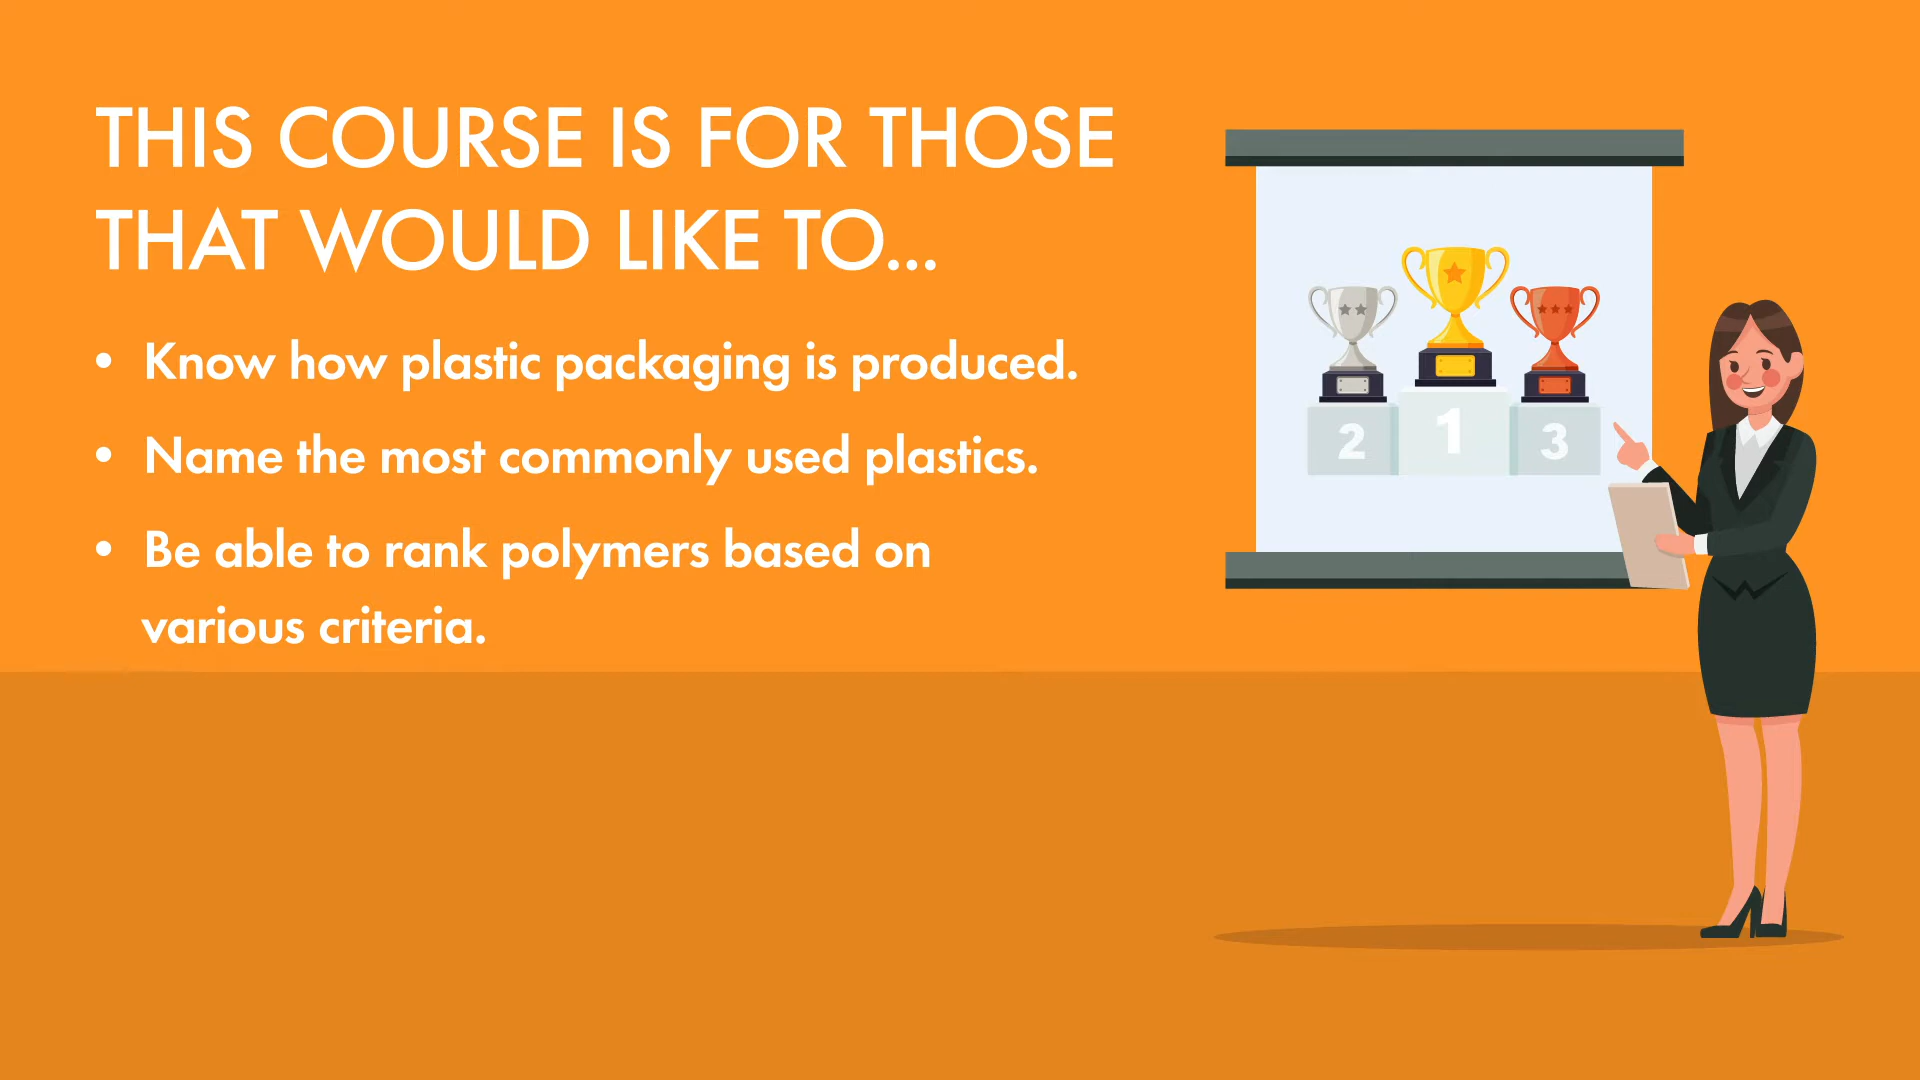 THIS COURSE IS FOR THOSE
THAT WOULD LIKE TO...
• Know how plastic packaging is produced.
• Name the most commonly used plastics.
• Be able to rank polymers based on
various criteria.
2 1 3